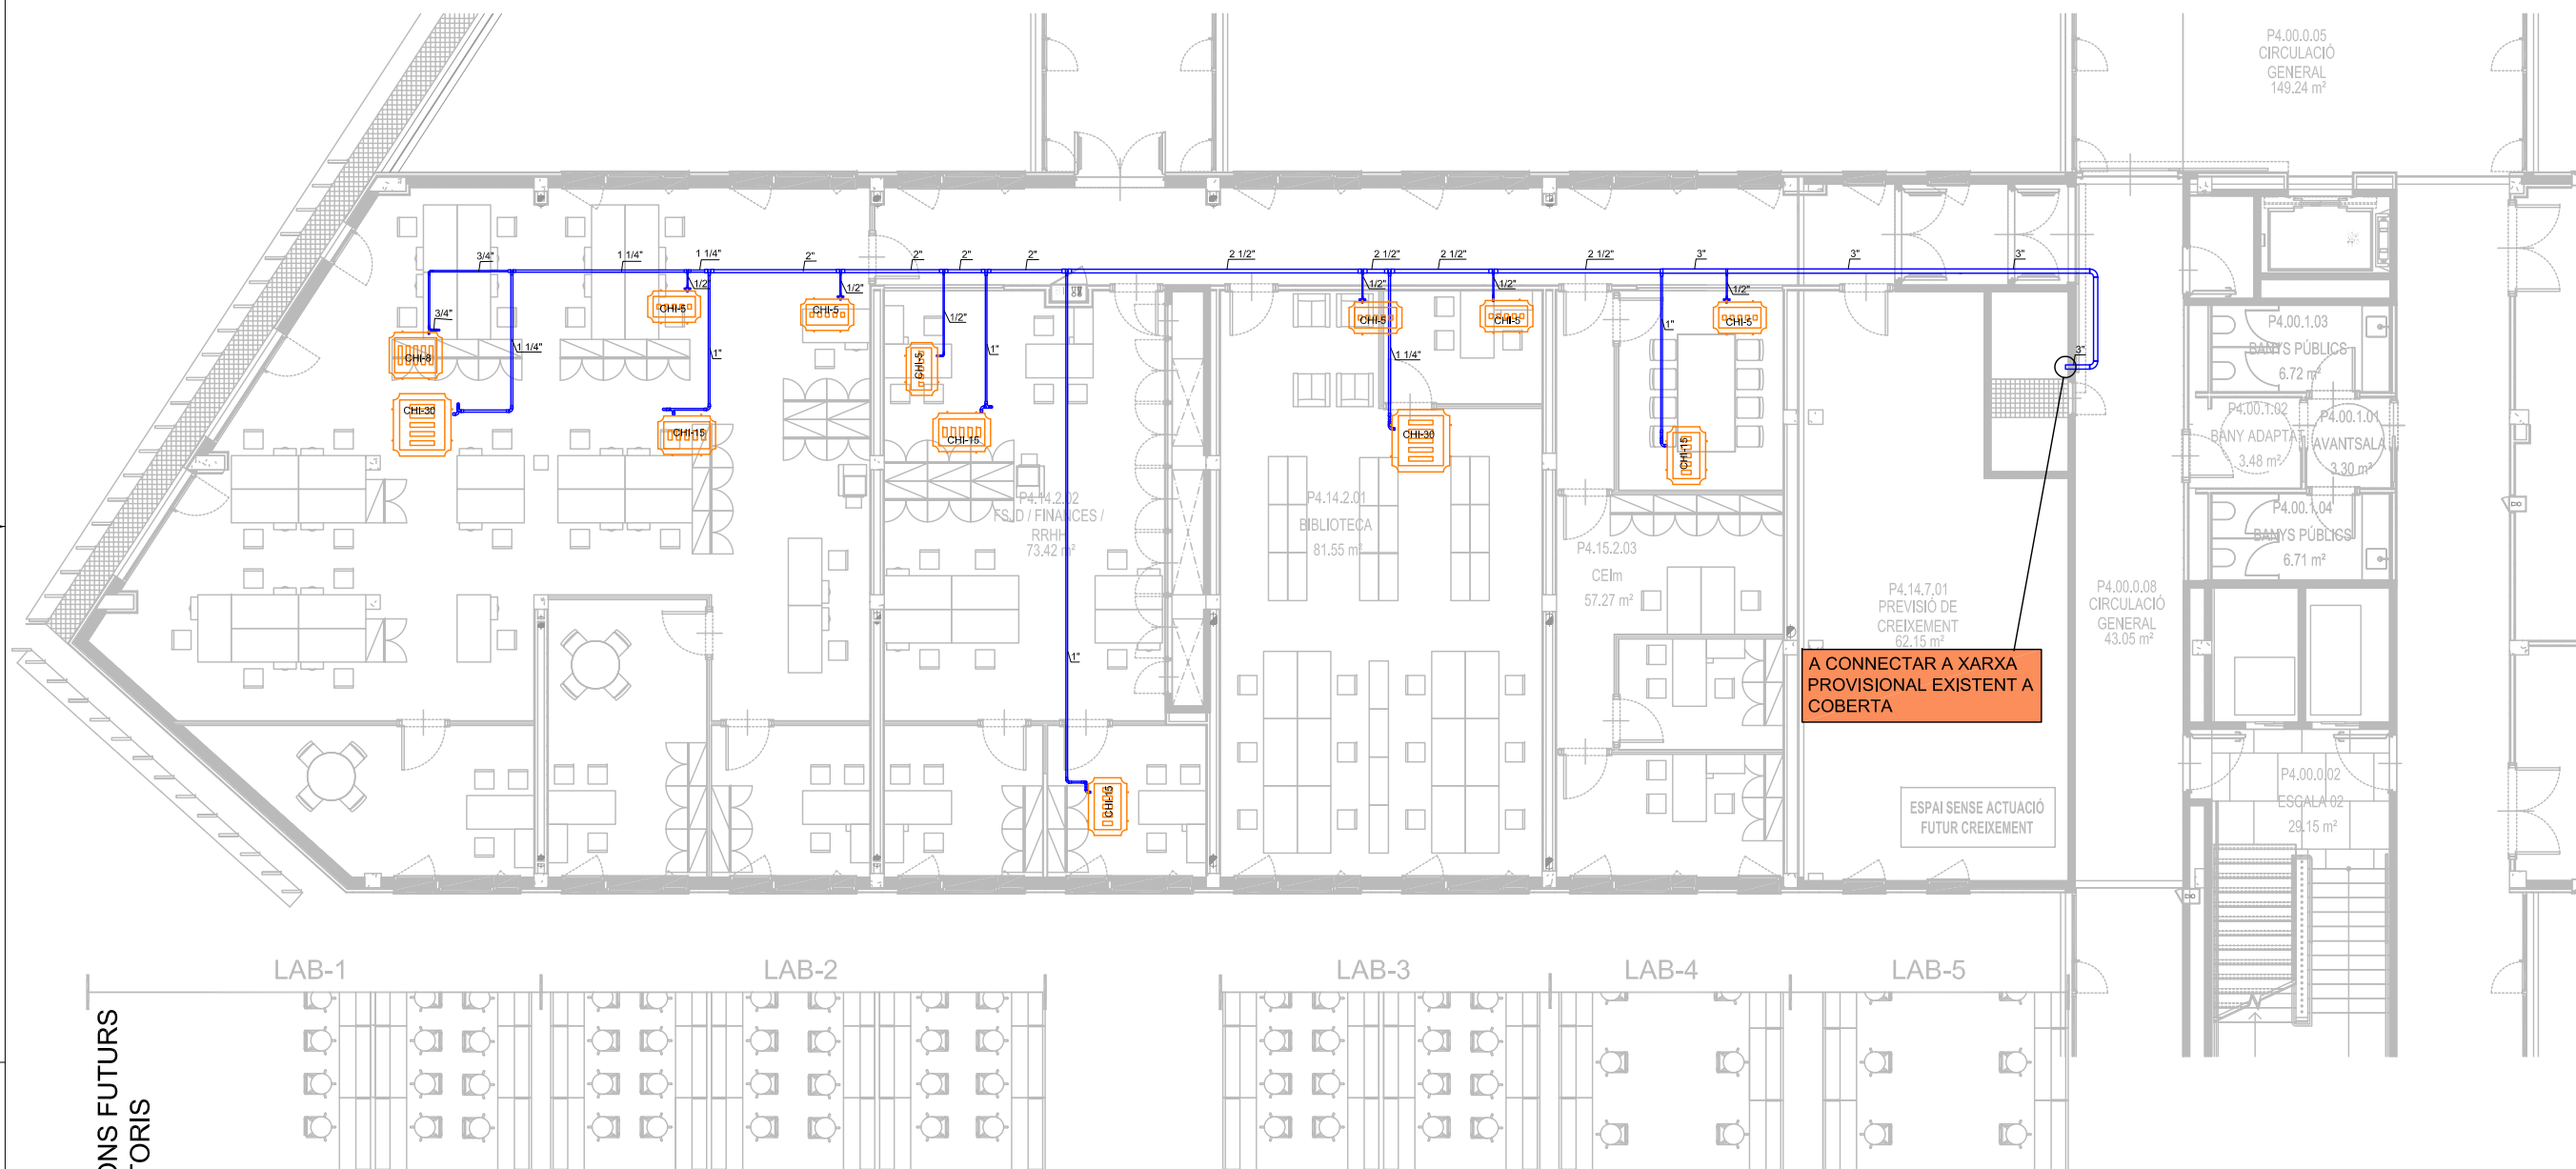 P4.00.0.05
CIRCULACIÓ
GENERAL
149.24 m²
3/4"
1 1/4"
1 1/4"
2"
2"
2"
2"
2 1/2"
2 1/2"
2 1/2"
2 1/2"
3"
3"
3"
3/4"
1/2"
1/2"
1/2"
1/2"
1/2"
1/2"
CHI-5
CHI-5
CHI-5
CHI-5
CHI-5
CHI-5
1 1/4"
1"
1"
1 1/4"
1"
3"
CHI-8
CHI-30
CHI-15
CHI-15
CHI-30
CHI-15
P4.00.1.03
BANYS PÚBLICS
6.72 m²
P4.00.1.02
BANY ADAPTAT
3.48 m²
P4.00.1.01
AVANTSALA
3.30 m²
P4.00.1.04
BANYS PÚBLICS
6.71 m²
P4.14.2.02
FSJD / FINANCES /
RRHH
73.42 m²
P4.14.2.01
BIBLIOTECA
81.55 m²
P4.15.2.03
CEIm
57.27 m²
P4.14.7.01
PREVISIÓ DE
CREIXEMENT
62.15 m²
P4.00.0.08
CIRCULACIÓ
GENERAL
43.05 m²
1"
A CONNECTAR A XARXA
PROVISIONAL EXISTENT A
COBERTA
CHI-15
ESPAI SENSE ACTUACIÓ
FUTUR CREIXEMENT
P4.00.0.02
ESCALA 02
29.15 m²
LAB-1
LAB-2
LAB-3
LAB-4
LAB-5
ONS FUTURS
TORIS